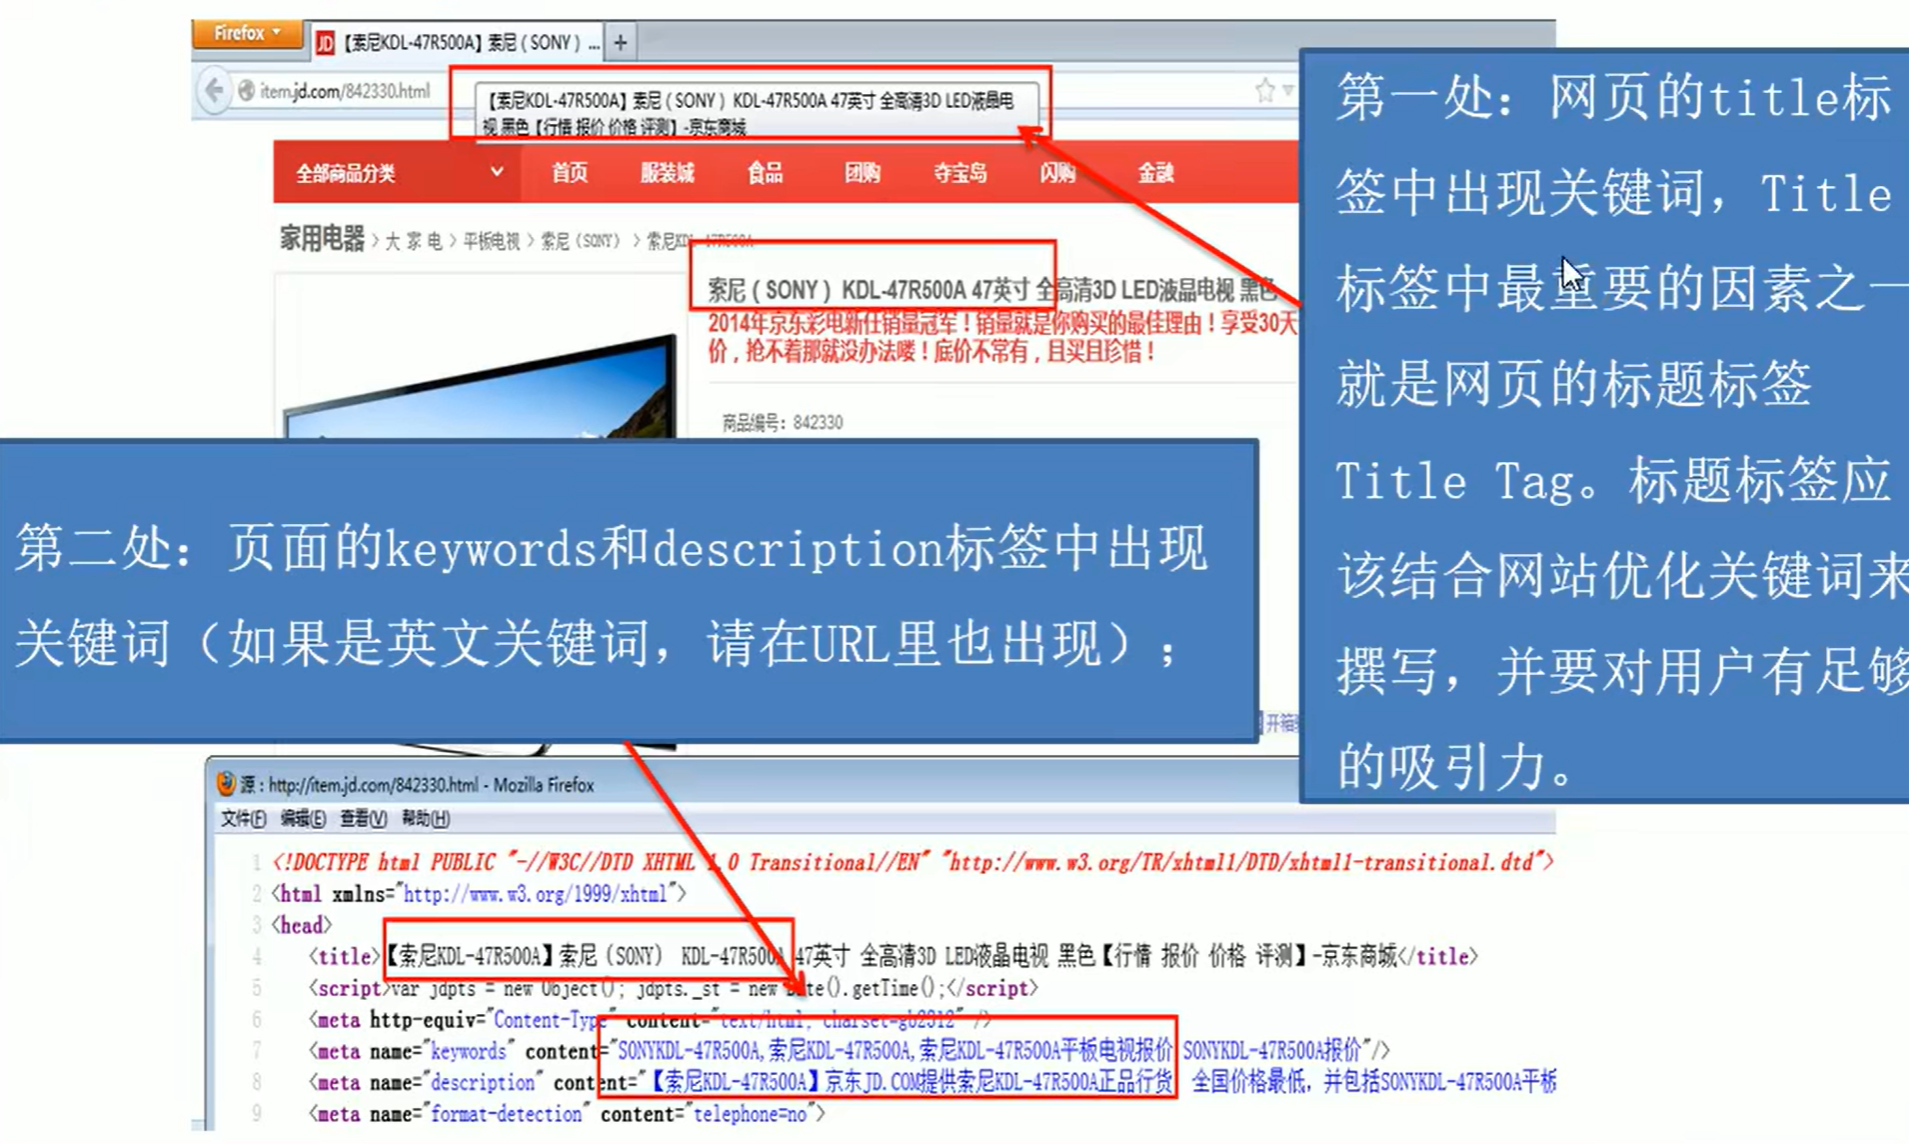 Firefox
JD 【索尼KDL-47R500A】索尼（SONY）... +
item.jd.com/842330.html
【索尼KDL-47R500A】索尼（SONY） KDL-47R500A 47英寸 全高清3D LED液晶电
视 黑色【行情 报价 价格 评测】-京东商城
全部商品分类 首页 服装城 食品 团购 夺宝岛 闪购 金融
家用电器 > 大 家 电 > 平板电视 > 索尼（SONY） > 索尼KDL-47R500A
索尼（SONY） KDL-47R500A 47英寸 全高清3D LED液晶电视 黑色
2014年京东彩电新任销量冠军！销量就是你购买的最佳理由！享受30天
价，抢不着那就没办法喽！底价不常有，且买且珍惜！
商品编号：842330
第一处：网页的title标
签中出现关键词，Title
标签中最重要的因素之一
就是网页的标题标签
Title Tag。标题标签应
该结合网站优化关键词来
撰写，并要对用户有足够
的吸引力。
第二处：页面的keywords和description标签中出现
关键词（如果是英文关键词，请在URL里也出现）；
开箱
源：http://item.jd.com/842330.html - Mozilla Firefox
文件(F) 编辑(E) 查看(V) 帮助(H)
1 <!DOCTYPE html PUBLIC "-//W3C//DTD XHTML 1.0 Transitional//EN" "http://www.w3.org/TR/xhtml1/DTD/xhtml1-transitional.dtd">
2 <html xmlns="http://www.w3.org/1999/xhtml">
3 <head>
4 <title>【索尼KDL-47R500A】索尼（SONY） KDL-47R500A 47英寸 全高清3D LED液晶电视 黑色【行情 报价 价格 评测】-京东商城</title>
5 <script>var jdpts = new Object(); jdpts._st = new Date().getTime();</script>
6 <meta http-equiv="Content-Type" content="text/html; charset=gb2312" />
7 <meta name="keywords" content="SONYKDL-47R500A,索尼KDL-47R500A,索尼KDL-47R500A平板电视报价 SONYKDL-47R500A报价"/>
8 <meta name="description" content="【索尼KDL-47R500A】京东JD.COM提供索尼KDL-47R500A正品行货 全国价格最低，并包括SONYKDL-47R500A平板
9 <meta name="format-detection" content="telephone=no">